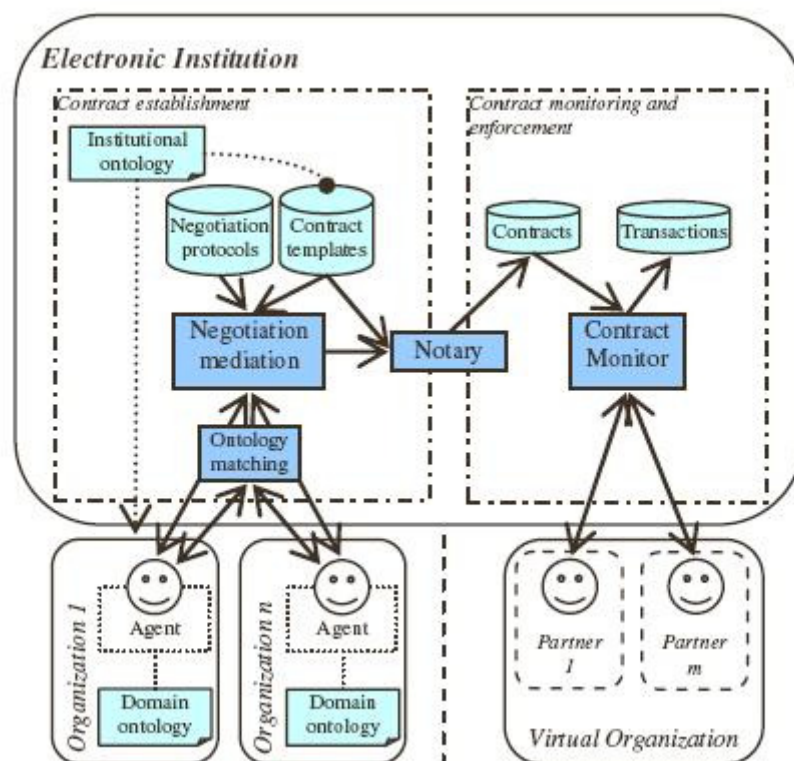 Electronic Institution
Contract establishment
Institutional
ontology
Negotiation
protocols
Contract
templates
Negotiation
mediation
Ontology
matching
Notary
Contract monitoring and
enforcement
Contracts
Transactions
Contract
Monitor
Organization 1
Agent
Domain
ontology
Organization n
Agent
Domain
ontology
Partner
1
Partner
m
Virtual Organization